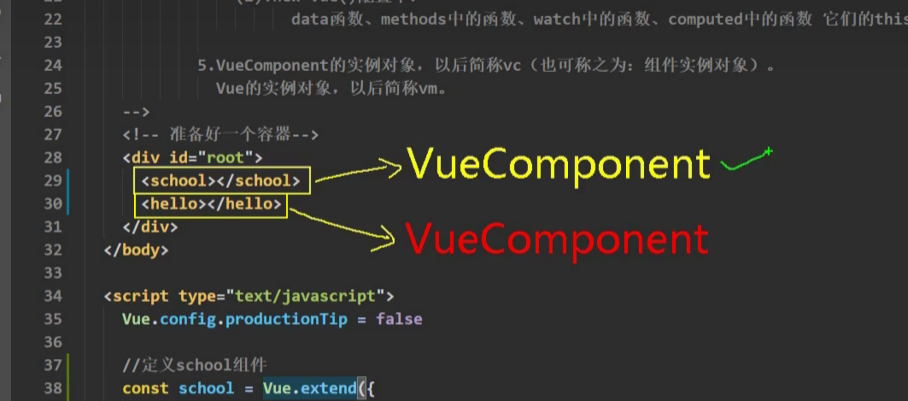 22 data函数、methods中的函数、watch中的函数、computed中的函数 它们的this
23
24 5.VueComponent的实例对象，以后简称vc（也可称之为：组件实例对象）。
25 Vue的实例对象，以后简称vm。
26 -->
27 <!-- 准备好一个容器-->
28 <div id="root">
29 <school></school>
30 <hello></hello>
31 </div>
32 </body>
33
34 <script type="text/javascript">
35 Vue.config.productionTip = false
36
37 //定义school组件
38 const school = Vue.extend({
VueComponent
VueComponent